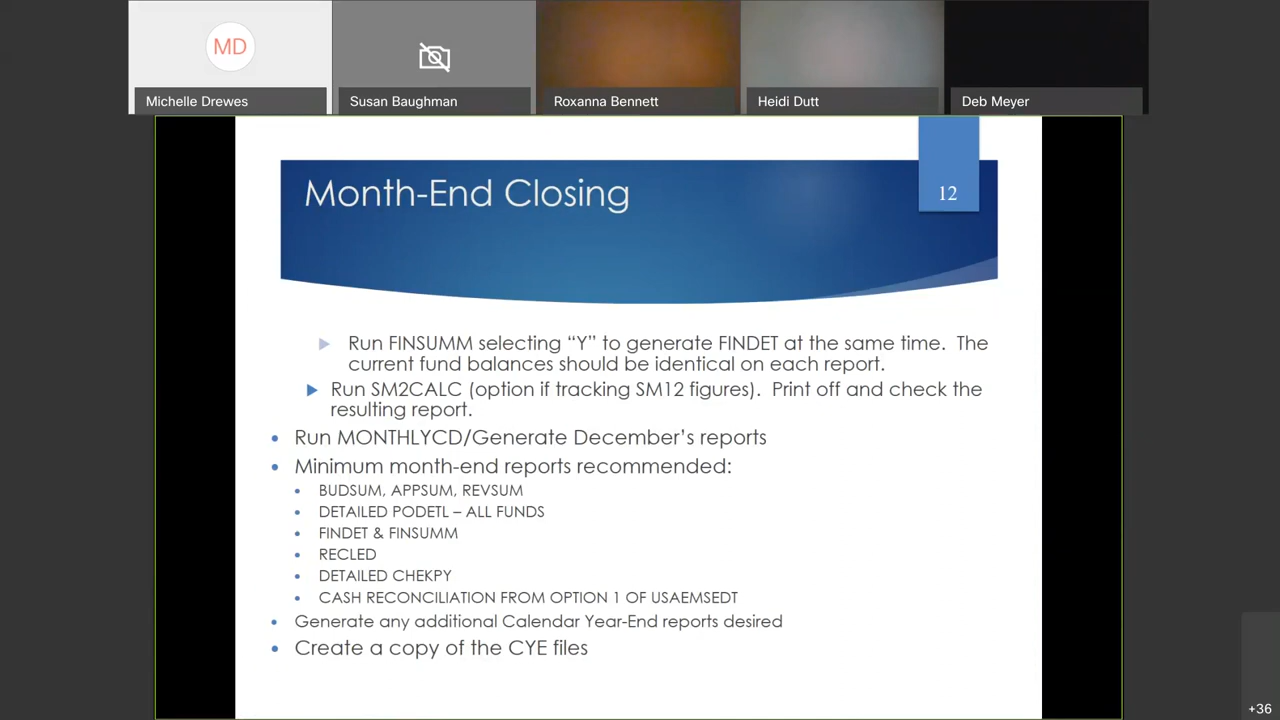 MD
Michelle Drewes
Susan Baughman
Roxanna Bennett
Heidi Dutt
Deb Meyer
Month-End Closing
12
Run FINSUMM selecting “Y” to generate FINDET at the same time. The
current fund balances should be identical on each report.
Run SM2CALC (option if tracking SM12 figures). Print off and check the
resulting report.
Run MONTHLYCD/Generate December’s reports
Minimum month-end reports recommended:
BUDSUM, APPSUM, REVSUM
DETAILED PODETL – ALL FUNDS
FINDET & FINSUMM
RECLED
DETAILED CHEKPY
CASH RECONCILIATION FROM OPTION 1 OF USAEMSEDT
Generate any additional Calendar Year-End reports desired
Create a copy of the CYE files
+36